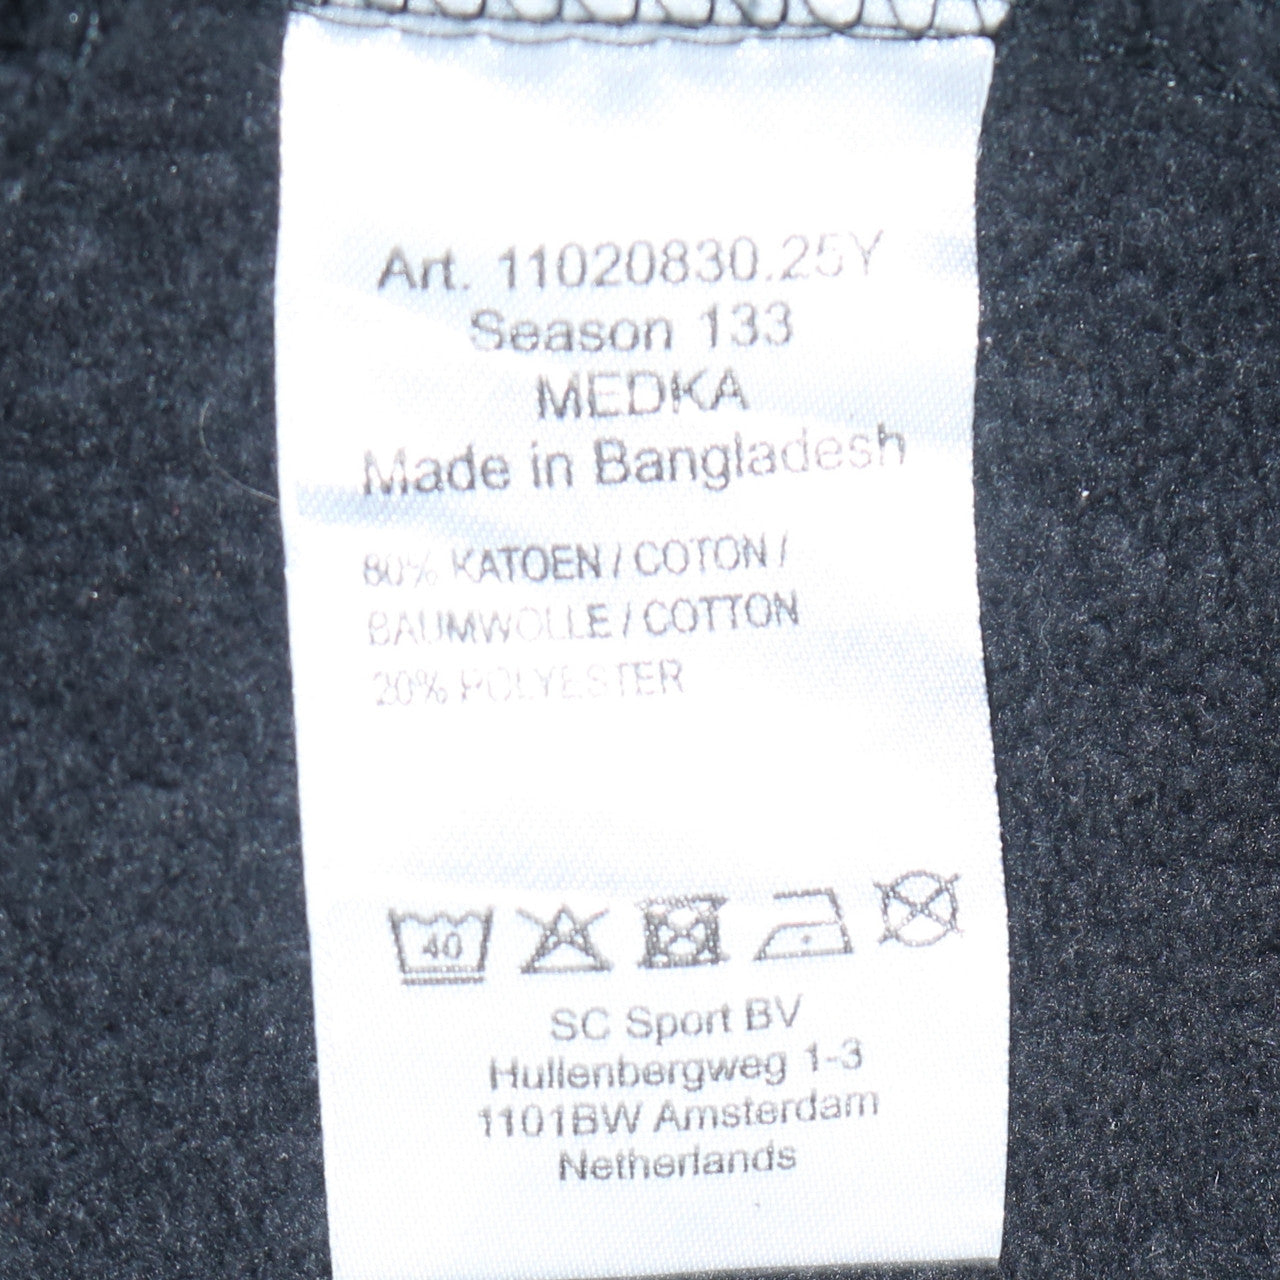 Art. 11020830.25Y
Season 133
MEDKA
Made in Bangladesh
80% KATOEN / COTON /
BAUMWOLLE / COTTON
20% POLYESTER
40
SC Sport BV
Hullenbergweg 1-3
1101BW Amsterdam
Netherlands